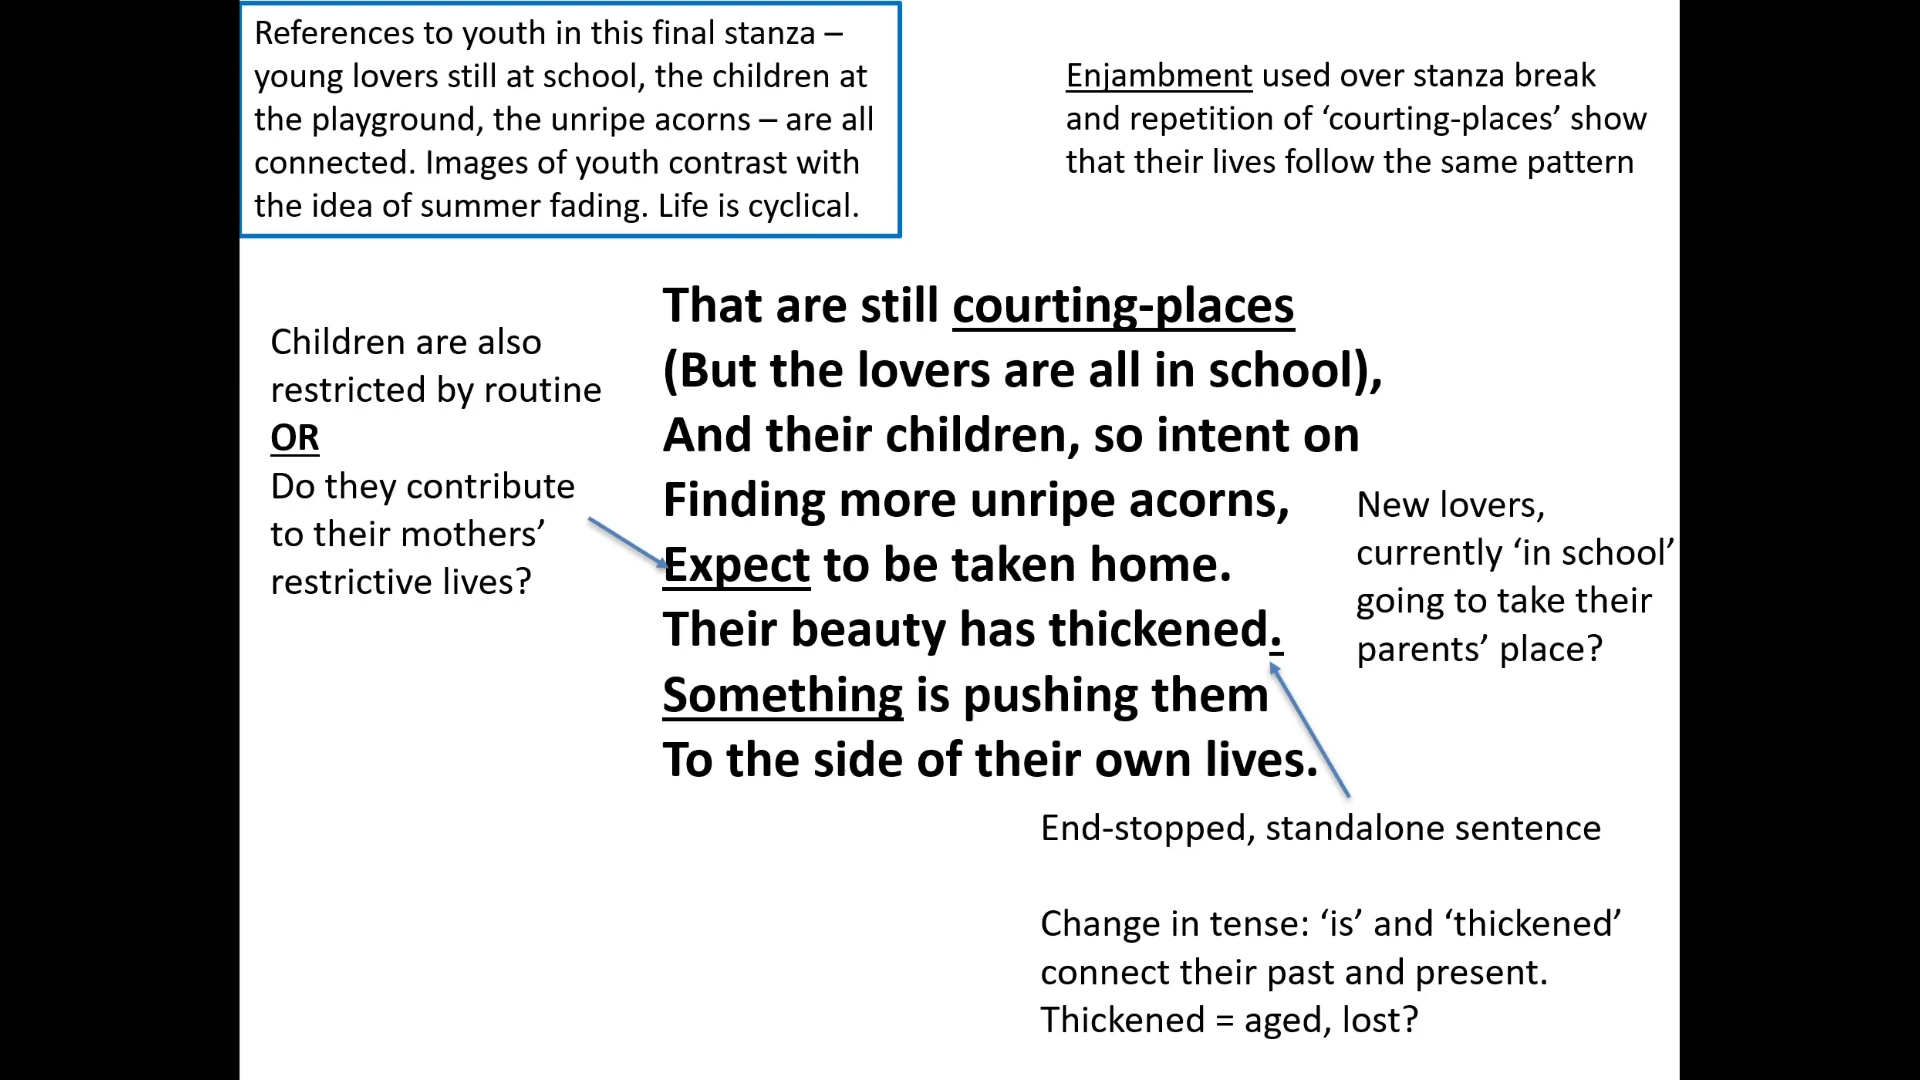 References to youth in this final stanza –
young lovers still at school, the children at
the playground, the unripe acorns – are all
connected. Images of youth contrast with
the idea of summer fading. Life is cyclical.
Enjambment used over stanza break
and repetition of ‘courting-places’ show
that their lives follow the same pattern
Children are also
restricted by routine
OR
Do they contribute
to their mothers’
restrictive lives?
That are still courting-places
(But the lovers are all in school),
And their children, so intent on
Finding more unripe acorns,
Expect to be taken home.
Their beauty has thickened.
Something is pushing them
To the side of their own lives.
New lovers,
currently ‘in school’
going to take their
parents’ place?
End-stopped, standalone sentence
Change in tense: ‘is’ and ‘thickened’
connect their past and present.
Thickened = aged, lost?